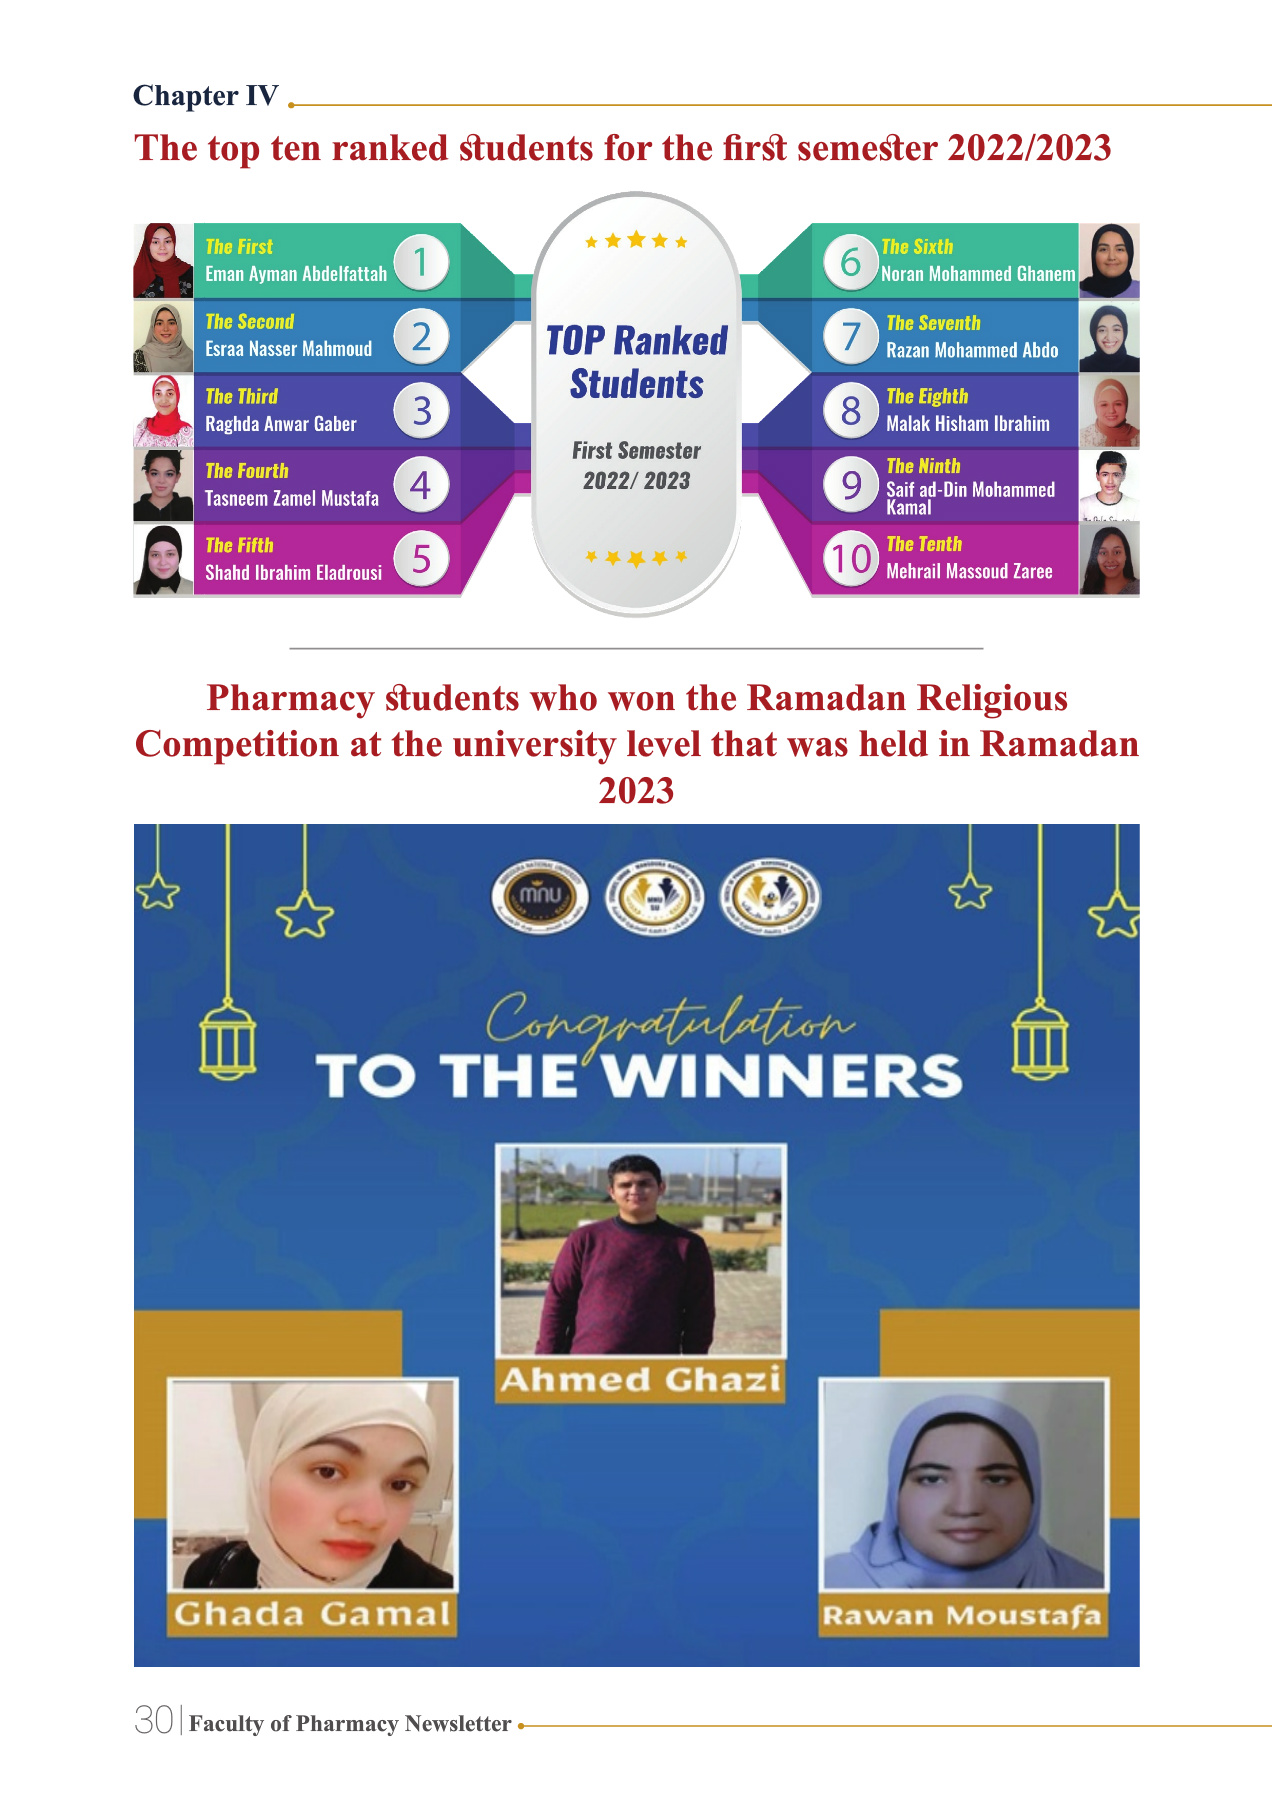 Chapter IV
The top ten ranked students for the first semester 2022/2023
The First
Eman Ayman Abdelfattah
1
The Second
Esraa Nasser Mahmoud
2
The Third
Raghda Anwar Gaber
3
The Fourth
Tasneem Zamel Mustafa
4
The Fifth
Shahd Ibrahim Eladrousi
5
TOP Ranked
Students
First Semester
2022/ 2023
6
The Sixth
Noran Mohammed Ghanem
7
The Seventh
Razan Mohammed Abdo
8
The Eighth
Malak Hisham Ibrahim
9
The Ninth
Saif ad-Din Mohammed
Kamal
10
The Tenth
Mehrail Massoud Zaree
Pharmacy students who won the Ramadan Religious
Competition at the university level that was held in Ramadan
2023
MANSOURA NATIONAL UNIVERSITY
mnu
MNU
SU
Congratulation
TO THE WINNERS
Ahmed Ghazi
Ghada Gamal
Rawan Moustafa
30 Faculty of Pharmacy Newsletter